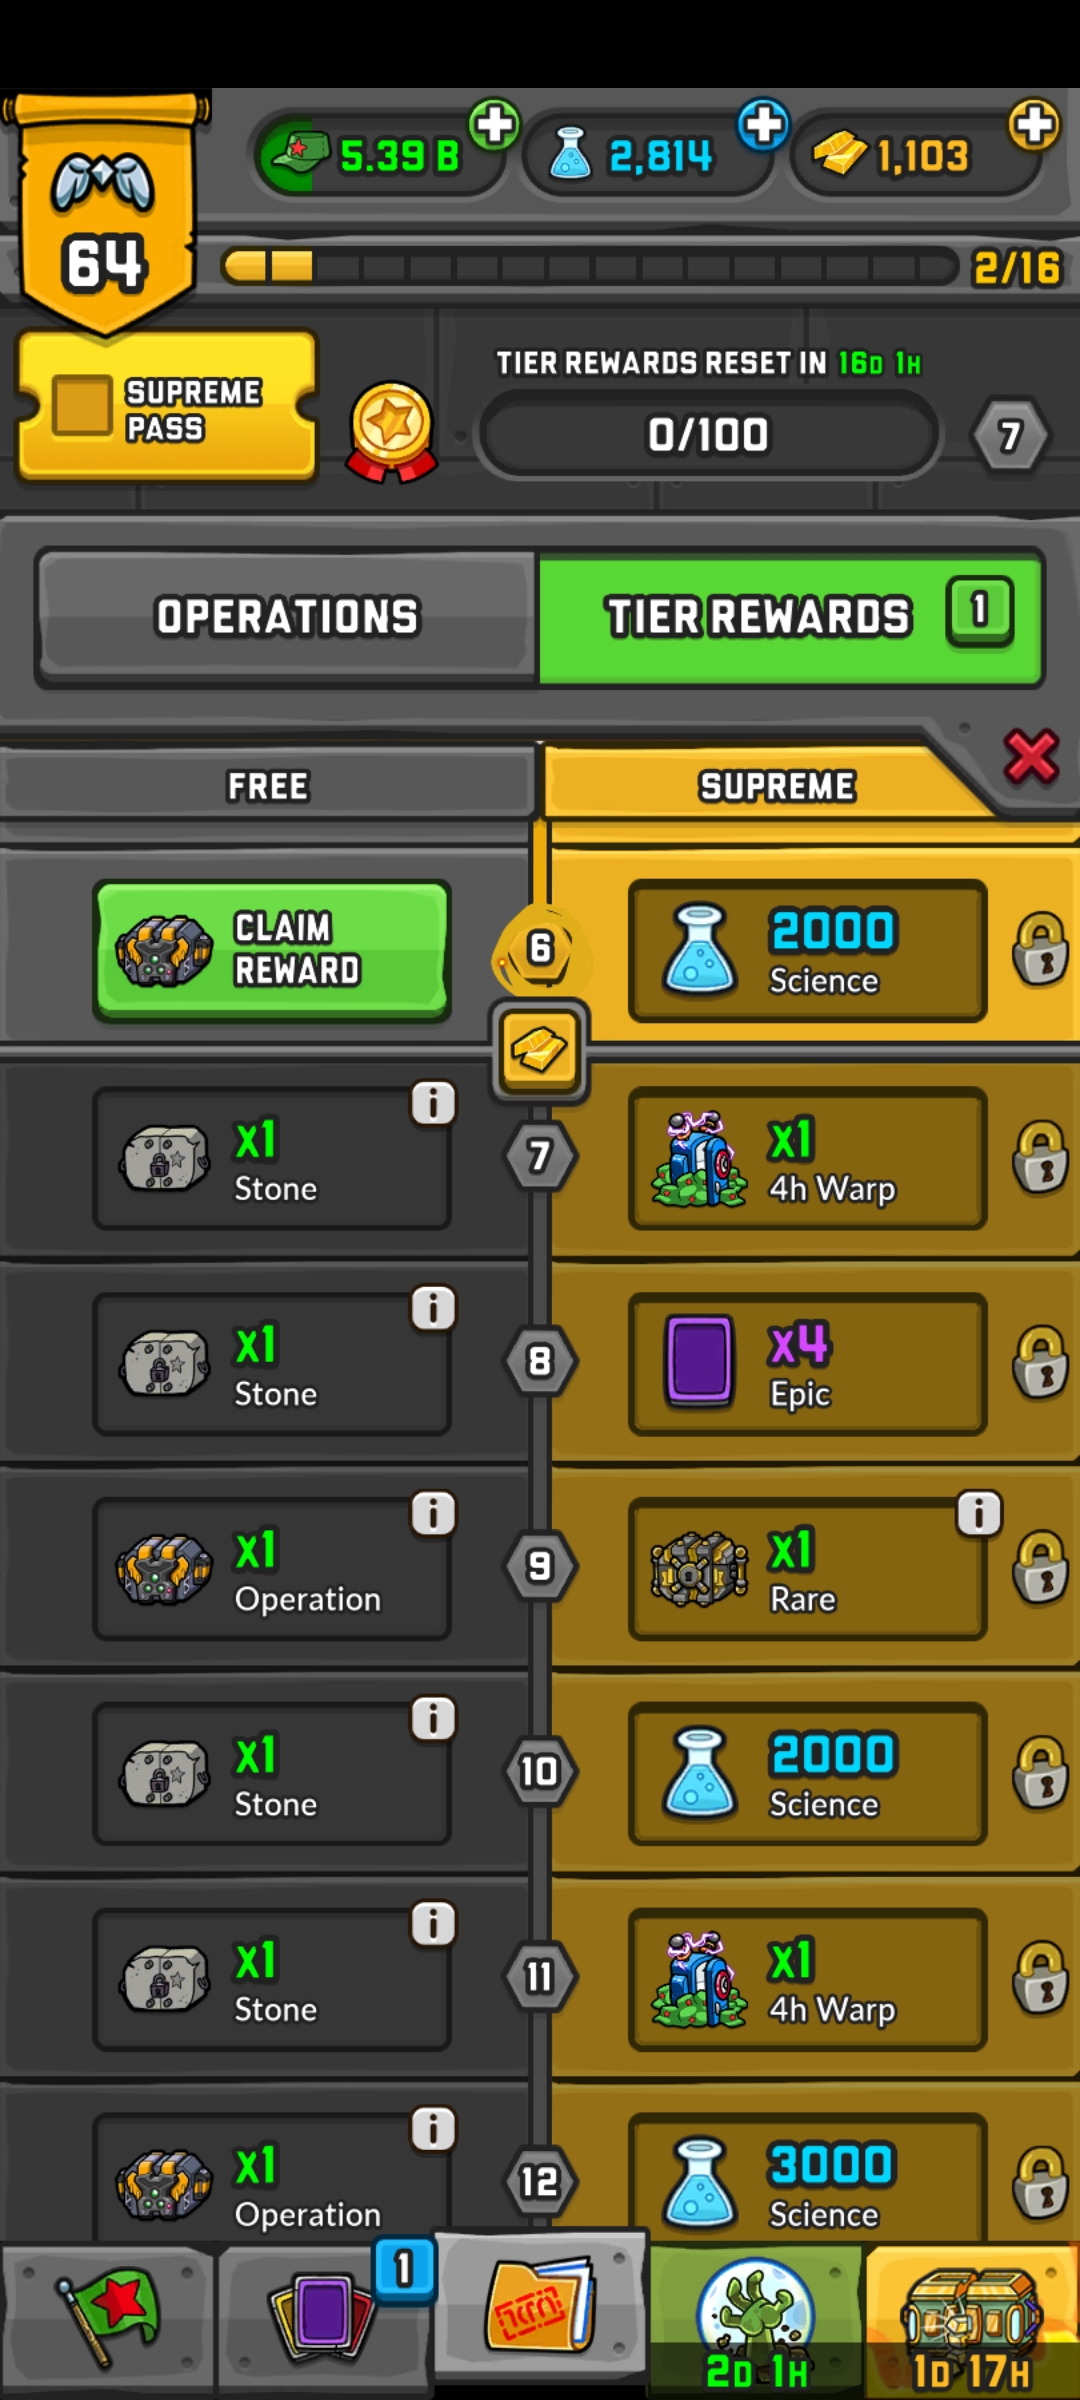 5.39 B
2,814
1,103
64
2/16
SUPREME
PASS
TIER REWARDS RESET IN 16D 1H
0/100
7
OPERATIONS
TIER REWARDS
1
FREE
SUPREME
CLAIM
REWARD
6
2000
Science
X1
Stone
7
X1
4h Warp
X1
Stone
8
X4
Epic
X1
Operation
9
X1
Rare
X1
Stone
10
2000
Science
X1
Stone
11
X1
4h Warp
X1
Operation
12
3000
Science
1
2D 1H
1D 17H